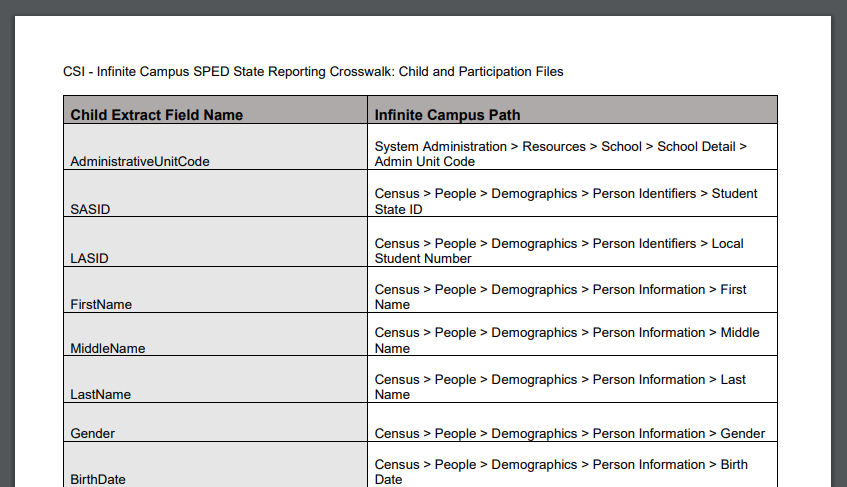 CSI - Infinite Campus SPED State Reporting Crosswalk: Child and Participation Files
Child Extract Field Name
Infinite Campus Path
AdministrativeUnitCode
System Administration > Resources > School > School Detail >
Admin Unit Code
SASID
Census > People > Demographics > Person Identifiers > Student
State ID
LASID
Census > People > Demographics > Person Identifiers > Local
Student Number
FirstName
Census > People > Demographics > Person Information > First
Name
MiddleName
Census > People > Demographics > Person Information > Middle
Name
LastName
Census > People > Demographics > Person Information > Last
Name
Gender
Census > People > Demographics > Person Information > Gender
BirthDate
Census > People > Demographics > Person Information > Birth
Date